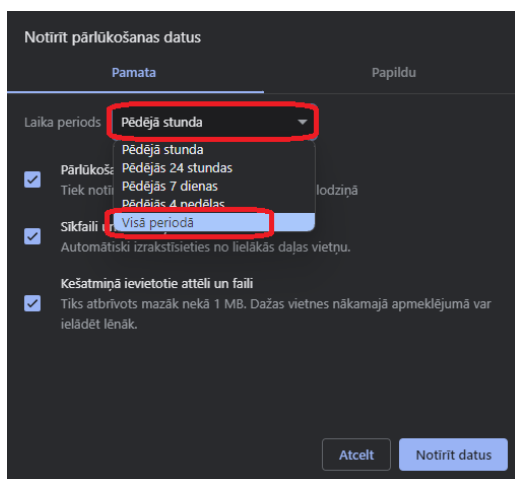 Notīrīt pārlūkošanas datus
Pamata
Papildu
Laika periods
Pēdējā stunda
Pēdējā stunda
Pēdējās 24 stundas
Pēdējās 7 dienas
Pēdējās 4 nedēļas
Visā periodā
Tiek lodziņā
Sīkfaili
Automātiski izrakstīsieties no lielākās daļas vietņu.
Kešatmiņā ievietotie attēli un faili
Tiks atbrīvots mazāk nekā 1 MB. Dažas vietnes nākamajā apmeklējumā var
ielādēt lēnāk.
Atcelt
Notīrīt datus